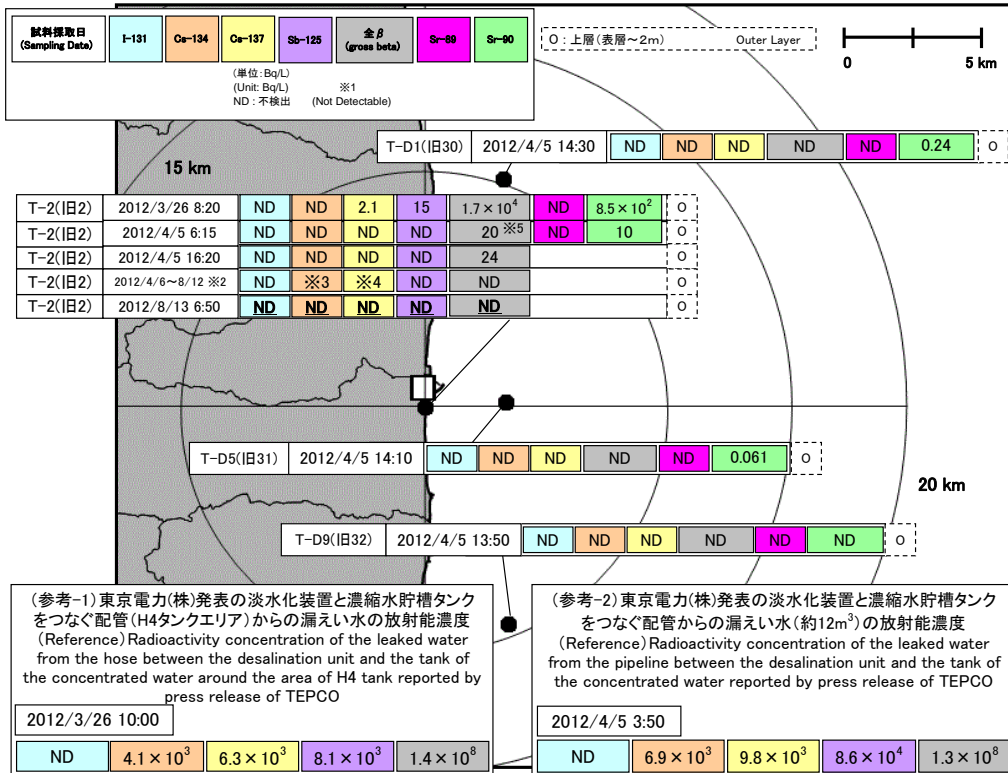 試料採取日 I-131 Cs-134 Cs-137 Sb-125 全β Sr-89 Sr-90
(Sampling Date) (gross beta)
(単位:Bq/L)
(Unit: Bq/L) ※1
ND : 不検出 (Not Detectable)
O : 上層(表層～2m) Outer Layer
0 5 km
T-D1(旧30) 2012/4/5 14:30 ND ND ND ND ND 0.24 O
15 km
T-2(旧2) 2012/3/26 8:20 ND ND 2.1 15 1.7 × 10⁴ ND 8.5 × 10² O
T-2(旧2) 2012/4/5 6:15 ND ND ND ND 20 ※5 ND 10 O
T-2(旧2) 2012/4/5 16:20 ND ND ND ND 24 O
T-2(旧2) 2012/4/6～8/12 ※2 ND ※3 ※4 ND ND O
T-2(旧2) 2012/8/13 6:50 ND ND ND ND ND O
T-D5(旧31) 2012/4/5 14:10 ND ND ND ND ND 0.061 O
20 km
T-D9(旧32) 2012/4/5 13:50 ND ND ND ND ND ND O
(参考-1)東京電力(株)発表の淡水化装置と濃縮水貯槽タンク
をつなぐ配管(H4タンクエリア)からの漏えい水の放射能濃度
(Reference) Radioactivity concentration of the leaked water
from the hose between the desalination unit and the tank of
the concentrated water around the area of H4 tank reported by
press release of TEPCO
2012/3/26 10:00
ND 4.1 × 10³ 6.3 × 10³ 8.1 × 10³ 1.4 × 10⁸
(参考-2)東京電力(株)発表の淡水化装置と濃縮水貯槽タンク
をつなぐ配管からの漏えい水(約12m³)の放射能濃度
(Reference) Radioactivity concentration of the leaked water
from the pipeline between the desalination unit and the tank of
the concentrated water reported by press release of TEPCO
2012/4/5 3:50
ND 6.9 × 10³ 9.8 × 10³ 8.6 × 10⁴ 1.3 × 10⁸